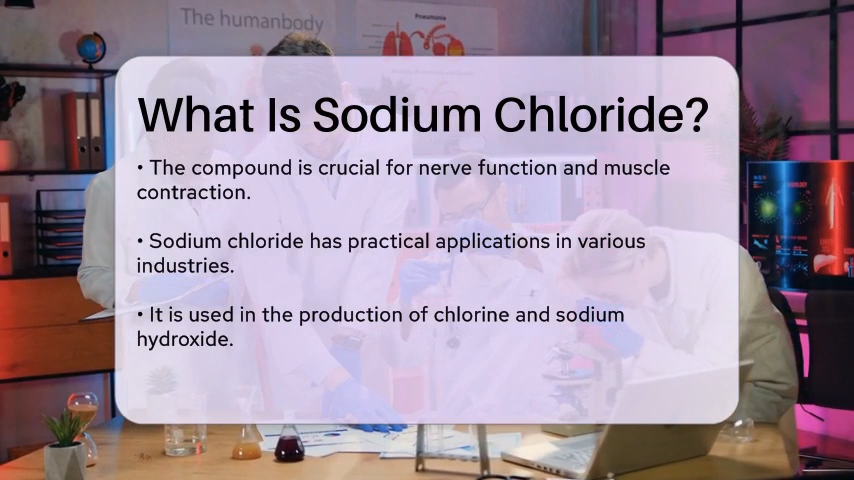 The humanbody
Pneumonia
What Is Sodium Chloride?
• The compound is crucial for nerve function and muscle
contraction.
• Sodium chloride has practical applications in various
industries.
• It is used in the production of chlorine and sodium
hydroxide.